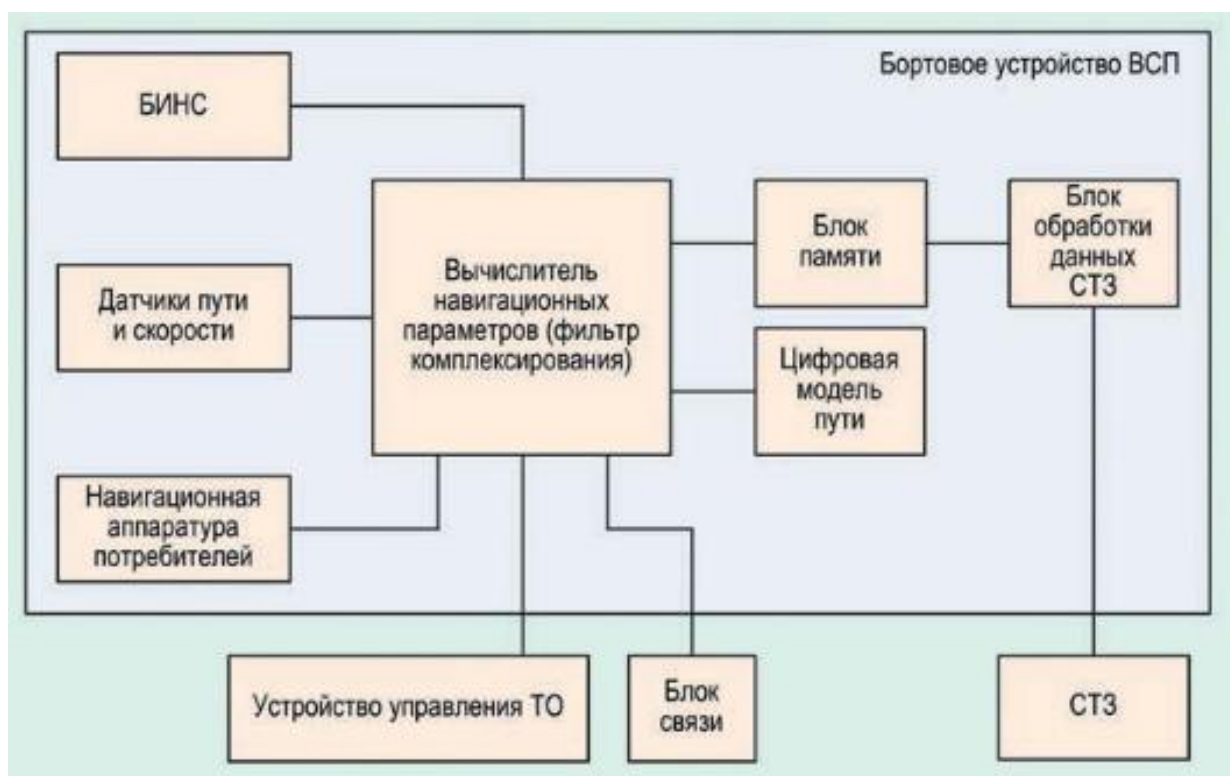 Бортовое устройство ВСП
БИНС
Датчики пути
и скорости
Навигационная
аппаратура
потребителей
Вычислитель
навигационных
параметров (фильтр
комплексирования)
Блок
памяти
Цифровая
модель
пути
Блок
обработки
данных
СТЗ
Устройство управления ТО
Блок
связи
СТЗ